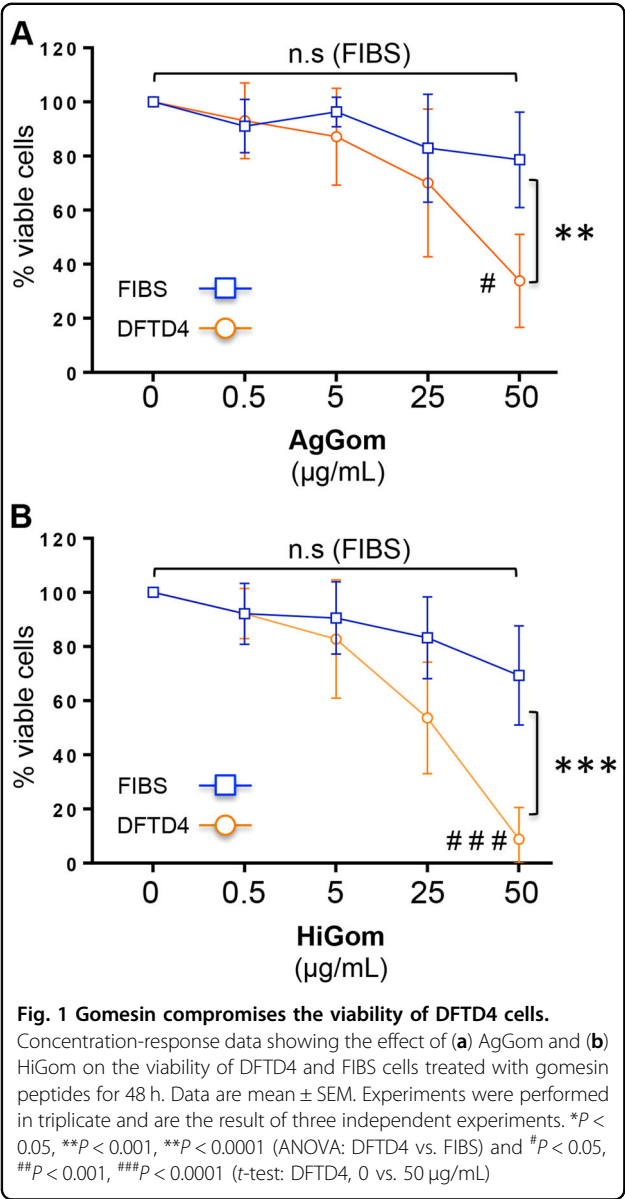 A
120
n.s (FIBS)
100
80
60
**
40
FIBS
#
20
DFTD4
0
0 0.5 5 25 50
% viable cells
AgGom
(µg/mL)
B
120
n.s (FIBS)
100
80
60
***
40
FIBS
20
DFTD4
###
0
0 0.5 5 25 50
% viable cells
HiGom
(µg/mL)
Fig. 1 Gomesin compromises the viability of DFTD4 cells.
Concentration-response data showing the effect of (a) AgGom and (b)
HiGom on the viability of DFTD4 and FIBS cells treated with gomesin
peptides for 48 h. Data are mean ± SEM. Experiments were performed
in triplicate and are the result of three independent experiments. *P <
0.05, **P < 0.001, **P < 0.0001 (ANOVA: DFTD4 vs. FIBS) and #P < 0.05,
##P < 0.001, ###P < 0.0001 (t-test: DFTD4, 0 vs. 50 µg/mL)